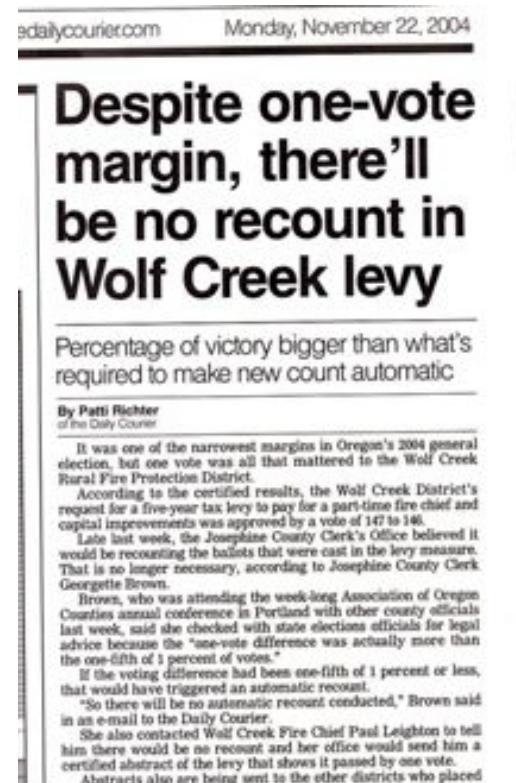 edailycourier.com Monday, November 22, 2004
Despite one-vote
margin, there'll
be no recount in
Wolf Creek levy
Percentage of victory bigger than what's
required to make new count automatic
By Patti Richter
of the Daily Courier
It was one of the narrowest margins in Oregon's 2004 general
election, but one vote was all that mattered to the Wolf Creek
Rural Fire Protection District.
According to the certified results, the Wolf Creek District's
request for a five-year tax levy to pay for a part-time fire chief and
capital improvements was approved by a vote of 147 to 146.
Late last week, the Josephine County Clerk's Office believed it
would be recounting the ballots that were cast in the levy measure.
That is no longer necessary, according to Josephine County Clerk
Georgette Brown.
Brown, who was attending the week-long Association of Oregon
Counties annual conference in Portland with other county officials
last week, said she checked with state elections officials for legal
advice because the "one-vote difference was actually more than
the one-fifth of 1 percent of votes."
If the voting difference had been one-fifth of 1 percent or less,
that would have triggered an automatic recount.
"So there will be no automatic recount conducted," Brown said
in an e-mail to the Daily Courier.
She also contacted Wolf Creek Fire Chief Paul Leighton to tell
him there would be no recount and her office would send him a
certified abstract of the levy that shows it passed by one vote.
Abstracts also are being sent to the other districts who placed